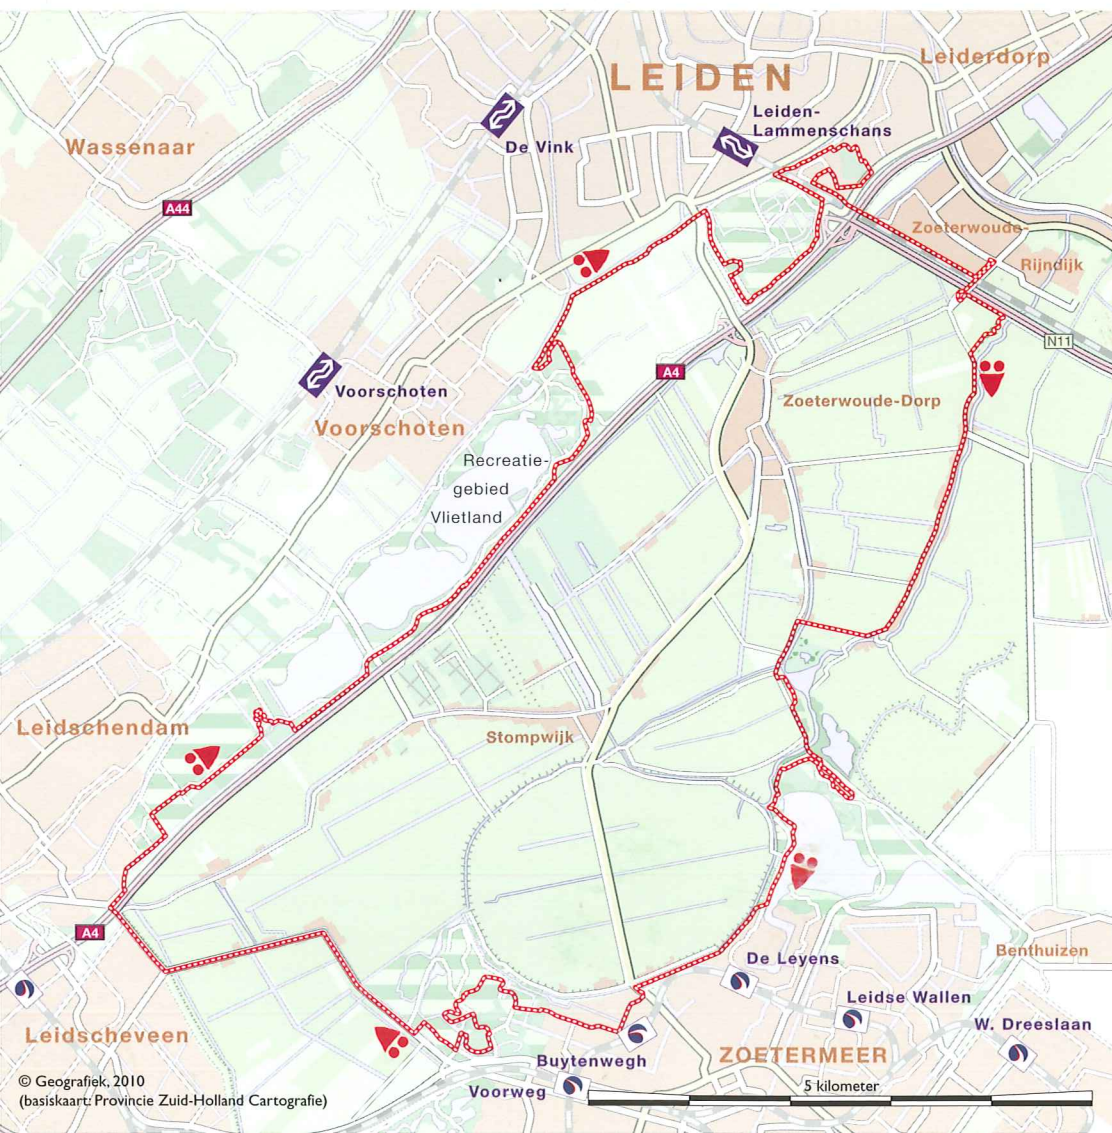 LEIDEN
Leiderdorp
Leiden-
Lammenschans
De Vink
Wassenaar
A44
Zoeterwoude-
Rijndijk
N11
A4
Voorschoten
Voorschoten
Zoeterwoude-Dorp
Recreatie-
gebied
Vlietland
Leidschendam
Stompwijk
A4
De Leyens
Benthuizen
Leidse Wallen
W. Dreeslaan
Leidscheveen
Buytenwegh
ZOETERMEER
Voorweg
5 kilometer
© Geografiek, 2010
(basiskaart: Provincie Zuid-Holland Cartografie)